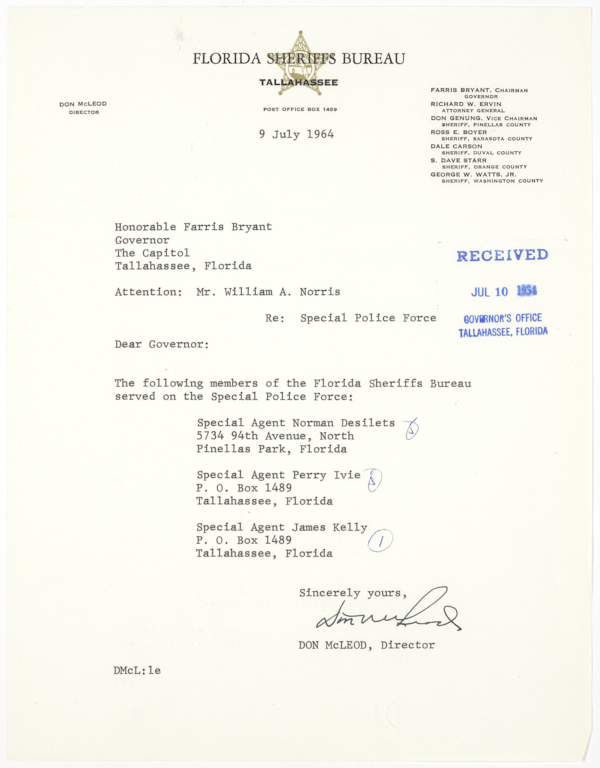 FLORIDA SHERIFFS BUREAU
TALLAHASSEE
DON McLEOD
DIRECTOR
POST OFFICE BOX 1489
9 July 1964
FARRIS BRYANT, CHAIRMAN
GOVERNOR
RICHARD W. ERVIN
ATTORNEY GENERAL
DON GENUNG, VICE CHAIRMAN
SHERIFF, PINELLAS COUNTY
ROSS E. BOYER
SHERIFF, SARASOTA COUNTY
DALE CARSON
SHERIFF, DUVAL COUNTY
S. DAVE STARR
SHERIFF, ORANGE COUNTY
GEORGE W. WATTS, JR.
SHERIFF, WASHINGTON COUNTY
Honorable Farris Bryant
Governor
The Capitol
Tallahassee, Florida
RECEIVED
JUL 10 1964
GOVERNOR'S OFFICE
TALLAHASSEE, FLORIDA
Attention: Mr. William A. Norris
Re: Special Police Force
Dear Governor:
The following members of the Florida Sheriffs Bureau
served on the Special Police Force:
Special Agent Norman Desilets
5734 94th Avenue, North
Pinellas Park, Florida
Special Agent Perry Ivie
P. O. Box 1489
Tallahassee, Florida
Special Agent James Kelly
P. O. Box 1489
Tallahassee, Florida
1
Sincerely yours,
Don McLeod
DON McLEOD, Director
DMcL:le